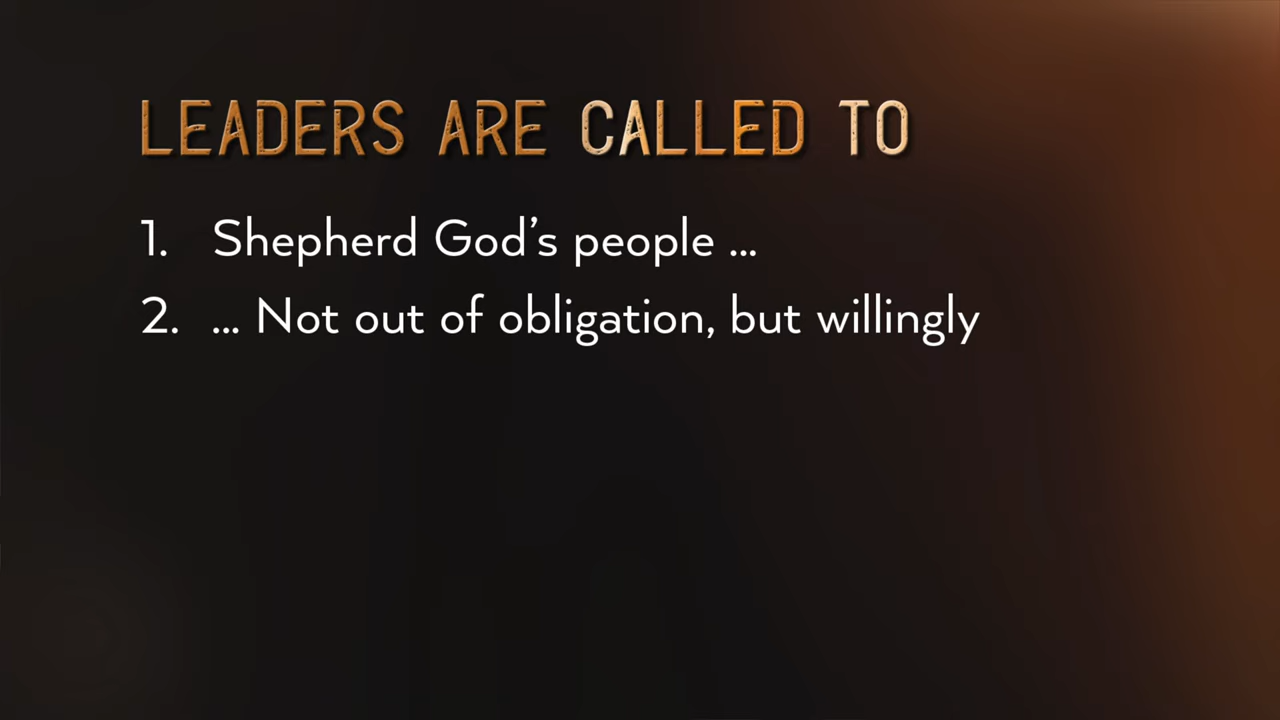 LEADERS ARE CALLED TO
1. Shepherd God’s people ...
2. ... Not out of obligation, but willingly